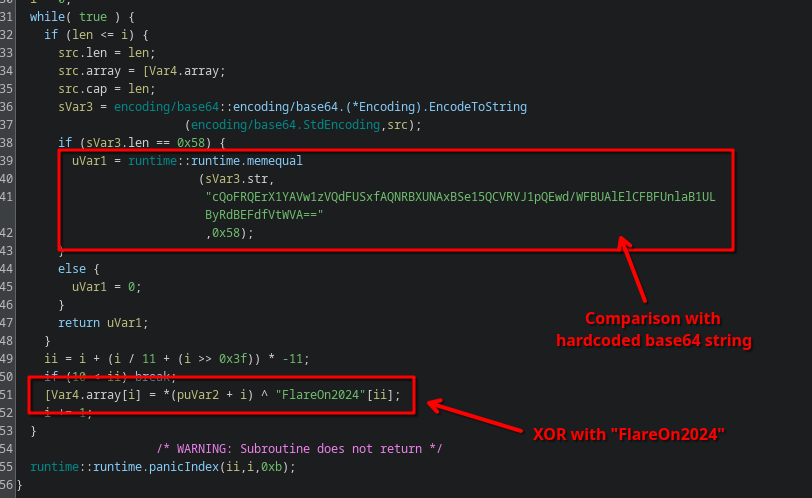 30 i = 0;
31 while( true ) {
32 if (len <= i) {
33 src.len = len;
34 src.array = [Var4.array;
35 src.cap = len;
36 sVar3 = encoding/base64::encoding/base64.(*Encoding).EncodeToString
37 (encoding/base64.StdEncoding,src);
38 if (sVar3.len == 0x58) {
39 uVar1 = runtime::runtime.memequal
40 (sVar3.str,
41 "cQoFRQErX1YAVw1zVQdFUSxfAQNRBXUNAxBSe15QCVRVJ1pQEwd/WFBUAlElCFBFUnlaB1UL
ByRdBEFdfVtWVA=="
42 ,0x58);
43 }
44 else {
45 uVar1 = 0;
46 }
47 return uVar1;
48 }
49 ii = i + (i / 11 + (i >> 0x3f)) * -11;
50 if (10 < ii) break;
51 [Var4.array[i] = *(puVar2 + i) ^ "FlareOn2024"[ii];
52 i += 1;
53 }
54 /* WARNING: Subroutine does not return */
55 runtime::runtime.panicIndex(ii,i,0xb);
56 }
Comparison with
hardcoded base64 string
XOR with "FlareOn2024"